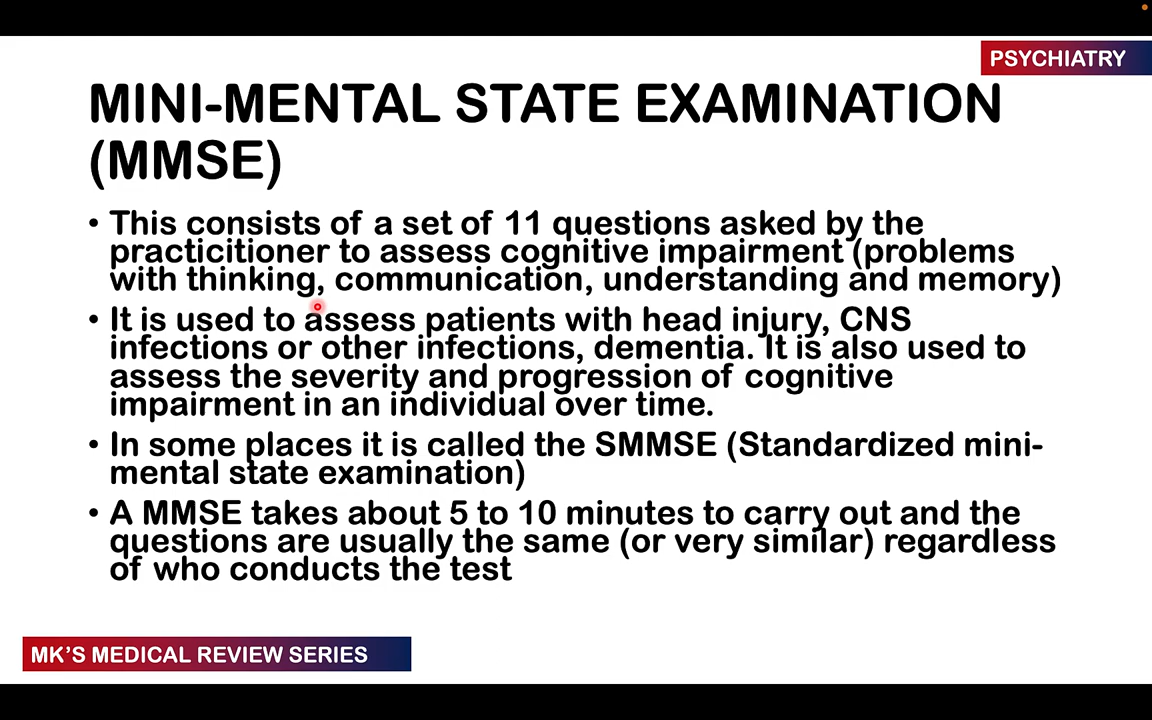 PSYCHIATRY
MINI-MENTAL STATE EXAMINATION
(MMSE)
• This consists of a set of 11 questions asked by the
practicitioner to assess cognitive impairment (problems
with thinking, communication, understanding and memory)
• It is used to assess patients with head injury, CNS
infections or other infections, dementia. It is also used to
assess the severity and progression of cognitive
impairment in an individual over time.
• In some places it is called the SMMSE (Standardized mini-
mental state examination)
• A MMSE takes about 5 to 10 minutes to carry out and the
questions are usually the same (or very similar) regardless
of who conducts the test
MK'S MEDICAL REVIEW SERIES